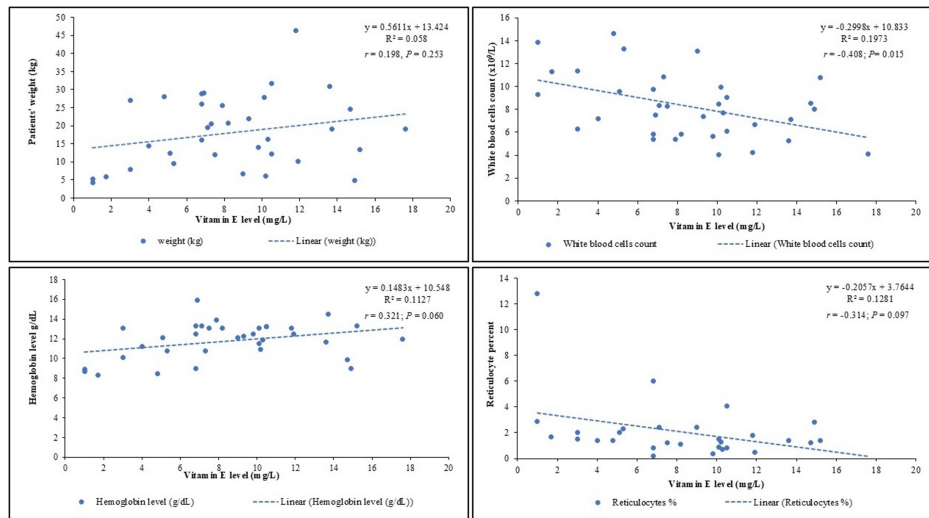 y = 0.5611x + 13.424
R² = 0.058
r = 0.198, P = 0.253
Patients' weight (kg)
50
45
40
35
30
25
20
15
10
5
0
0 2 4 6 8 10 12 14 16 18 20
Vitamin E level (mg/L)
weight (kg) Linear (weight (kg))
y = -0.2998x + 10.833
R² = 0.1973
r = -0.408; P= 0.015
White blood cells count (x10⁹/L)
16
14
12
10
8
6
4
2
0
0 2 4 6 8 10 12 14 16 18 20
Vitamin E level (mg/L)
White blood cells count Linear (White blood cells count)
y = 0.1483x + 10.548
R² = 0.1127
r = 0.321; P = 0.060
Hemoglobin level g/dL
18
16
14
12
10
8
6
4
2
0
0 2 4 6 8 10 12 14 16 18 20
Vitamin E level (mg/L)
Hemoglobin level (g/dL) Linear (Hemoglobin level (g/dL))
y = -0.2057x + 3.7644
R² = 0.1281
r = -0.314; P = 0.097
Reticulocyte percent
14
12
10
8
6
4
2
0
0 2 4 6 8 10 12 14 16 18 20
Vitamin E level (mg/L)
Reticulocytes % Linear (Reticulocytes %)